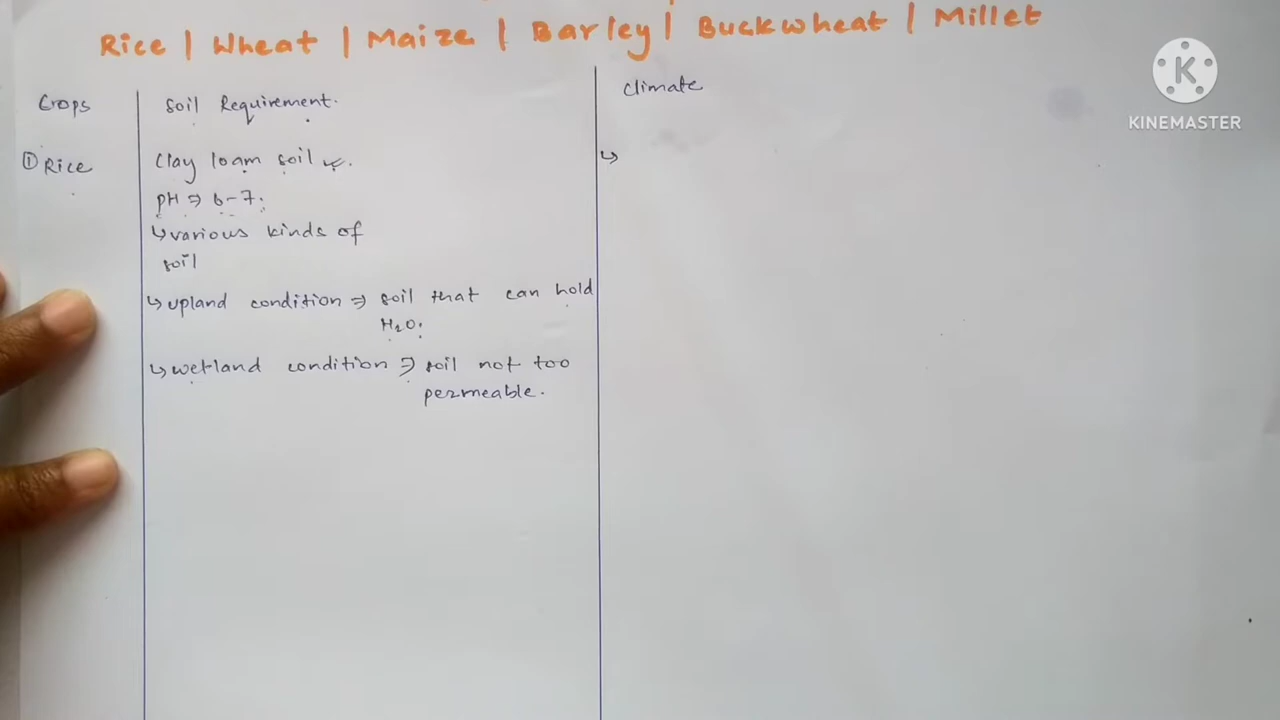 Rice | Wheat | Maize | Barley | Buckwheat | Millet
Crops
Soil Requirement.
climate
① Rice
Clay loam soil
pH ⇒ 6-7.
↳ various kinds of
soil
↳ upland condition ⇒ soil that can hold
H₂O.
↳ wetland condition ⇒ soil not too
permeable.
↳
K
KINEMASTER